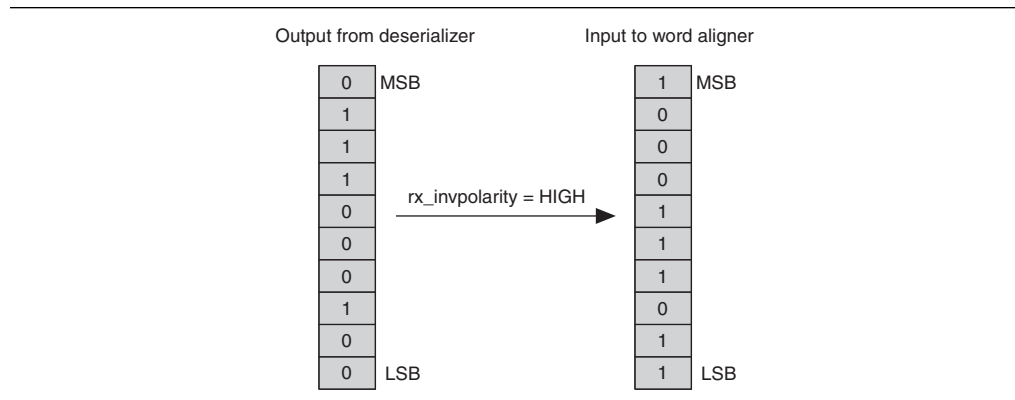 Output from deserializer Input to word aligner
0 MSB 1 MSB
1 0
1 0
1 0
rx_invpolarity = HIGH
0 1
0 1
0 1
1 0
0 1
0 LSB 1 LSB